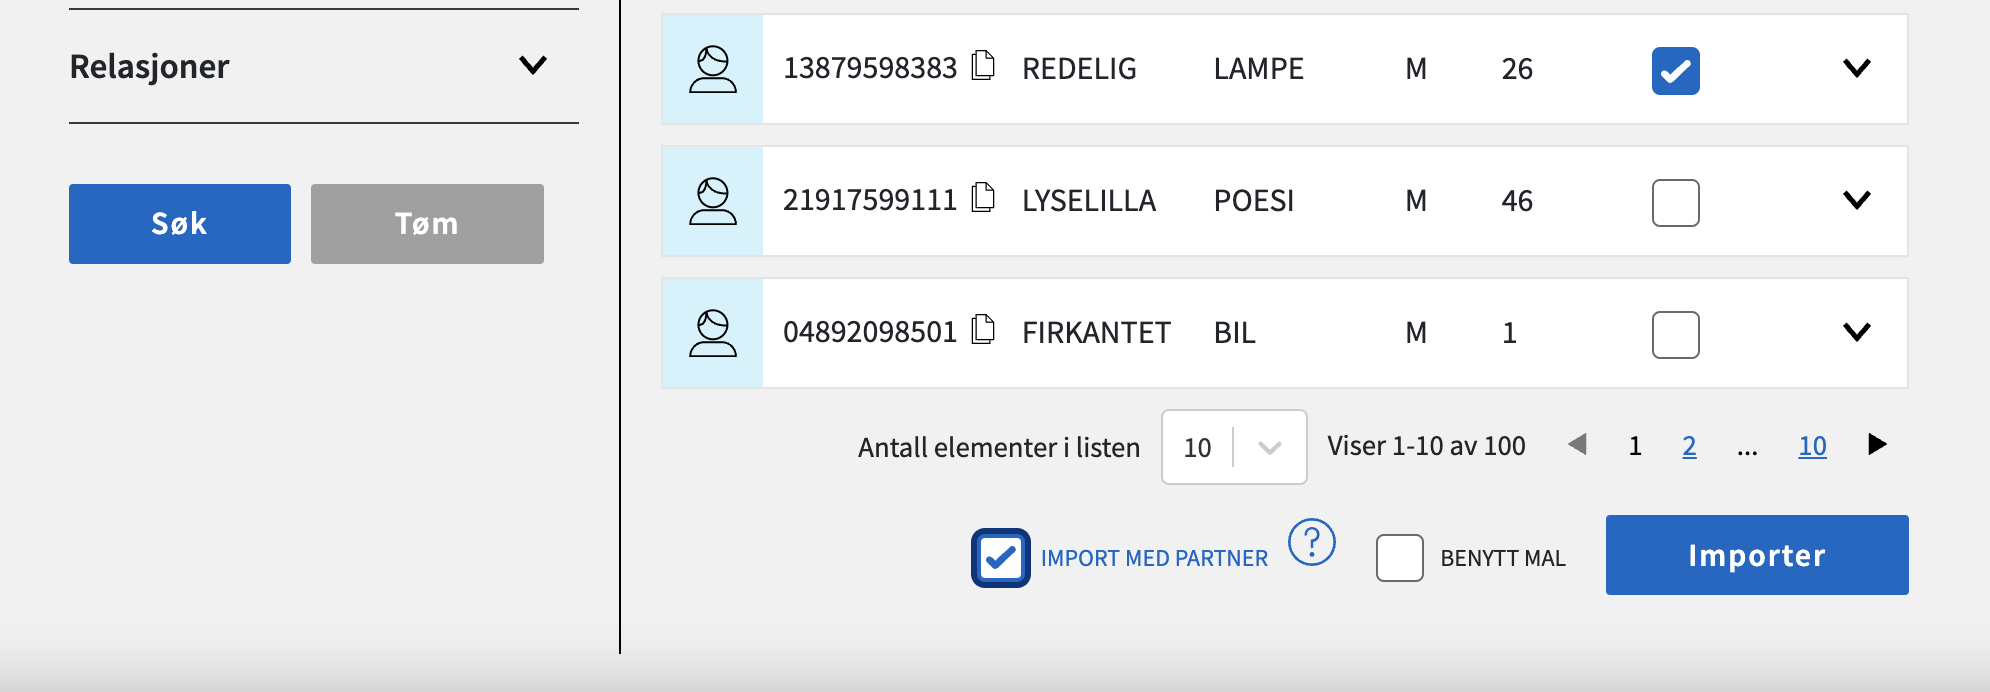 Relasjoner
Søk
Tøm
13879598383 REDELIG LAMPE M 26
21917599111 LYSELILLA POESI M 46
04892098501 FIRKANTET BIL M 1
Antall elementer i listen 10 Viser 1-10 av 100 1 2 ... 10
IMPORT MED PARTNER ? BENYTT MAL Importer